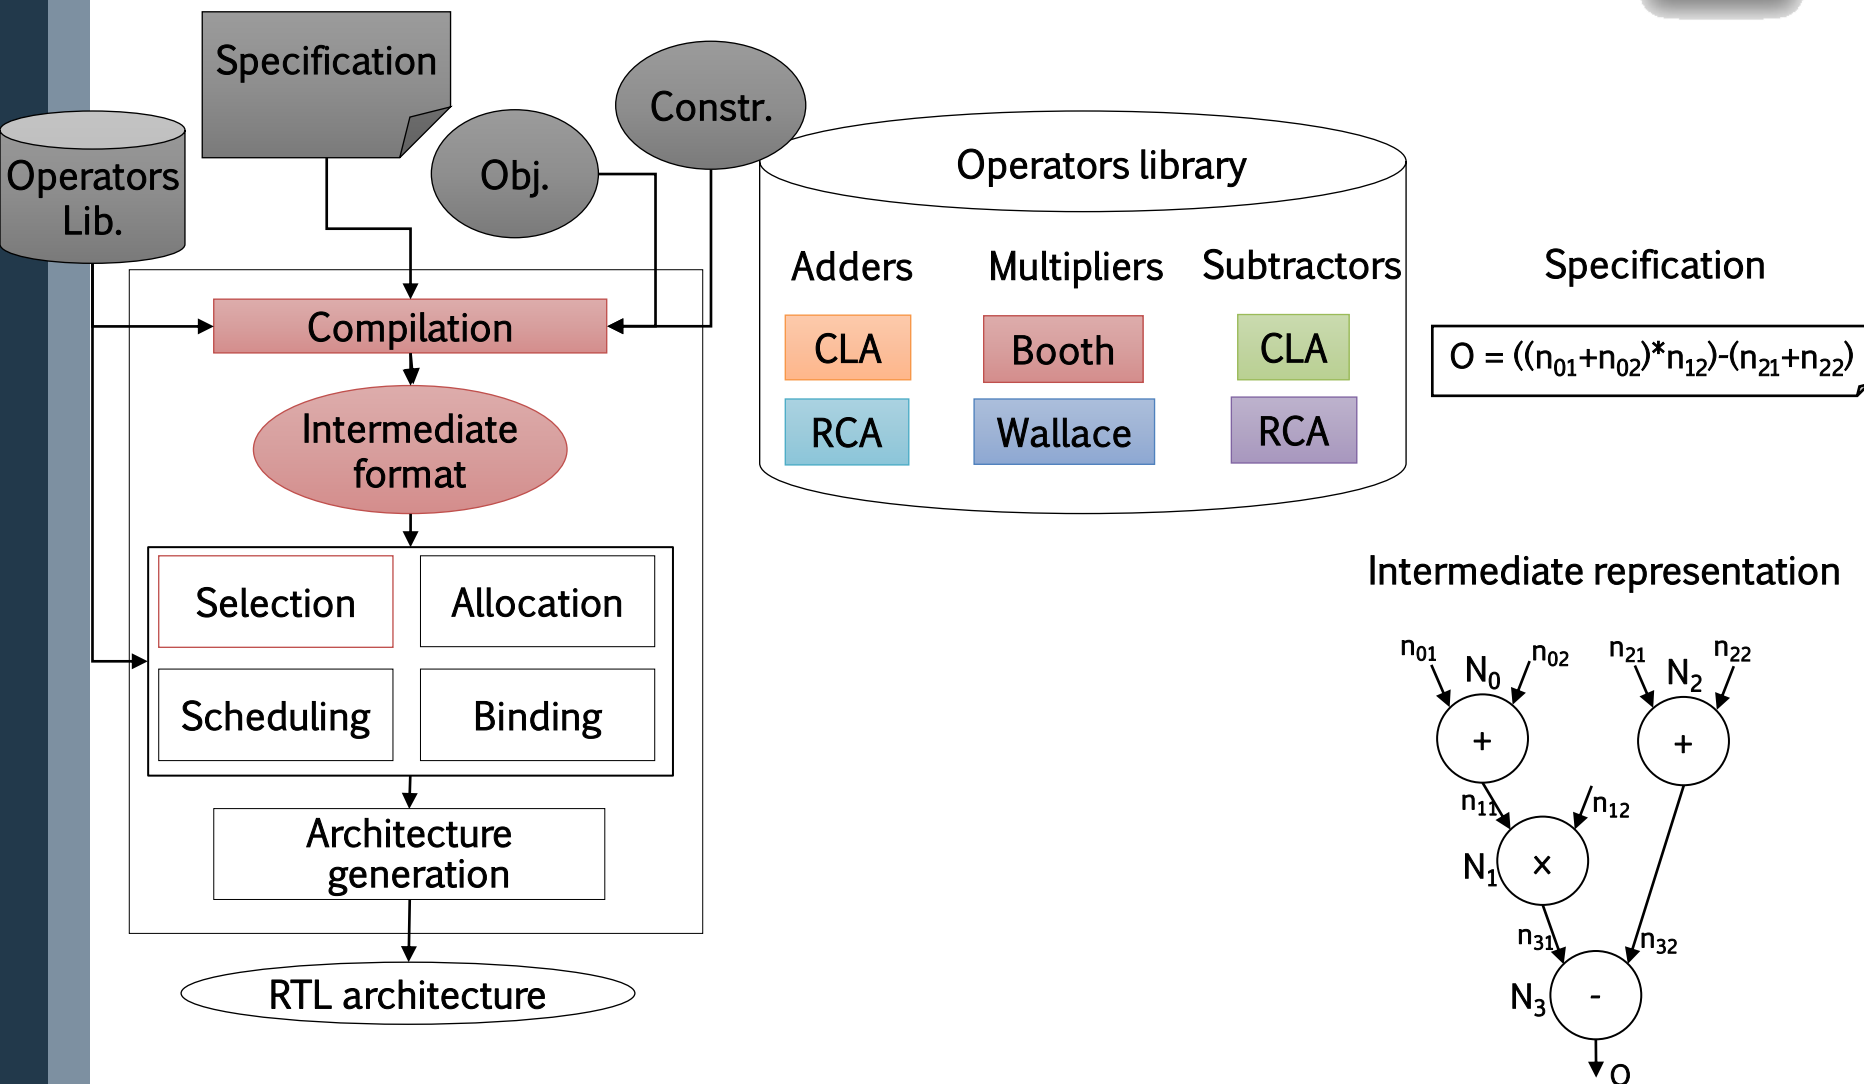 Specification
Constr.
Operators
Lib.
Obj.
Compilation
Intermediate
format
Selection
Allocation
Scheduling
Binding
Architecture
generation
RTL architecture
Operators library
Adders
Multipliers
Subtractors
CLA
Booth
CLA
RCA
Wallace
RCA
Specification
O = ((n01+n02)*n12)-(n21+n22)
Intermediate representation
n01
N0
n02
n21
N2
n22
+
+
n11
n12
N1
x
n31
n32
N3
-
O